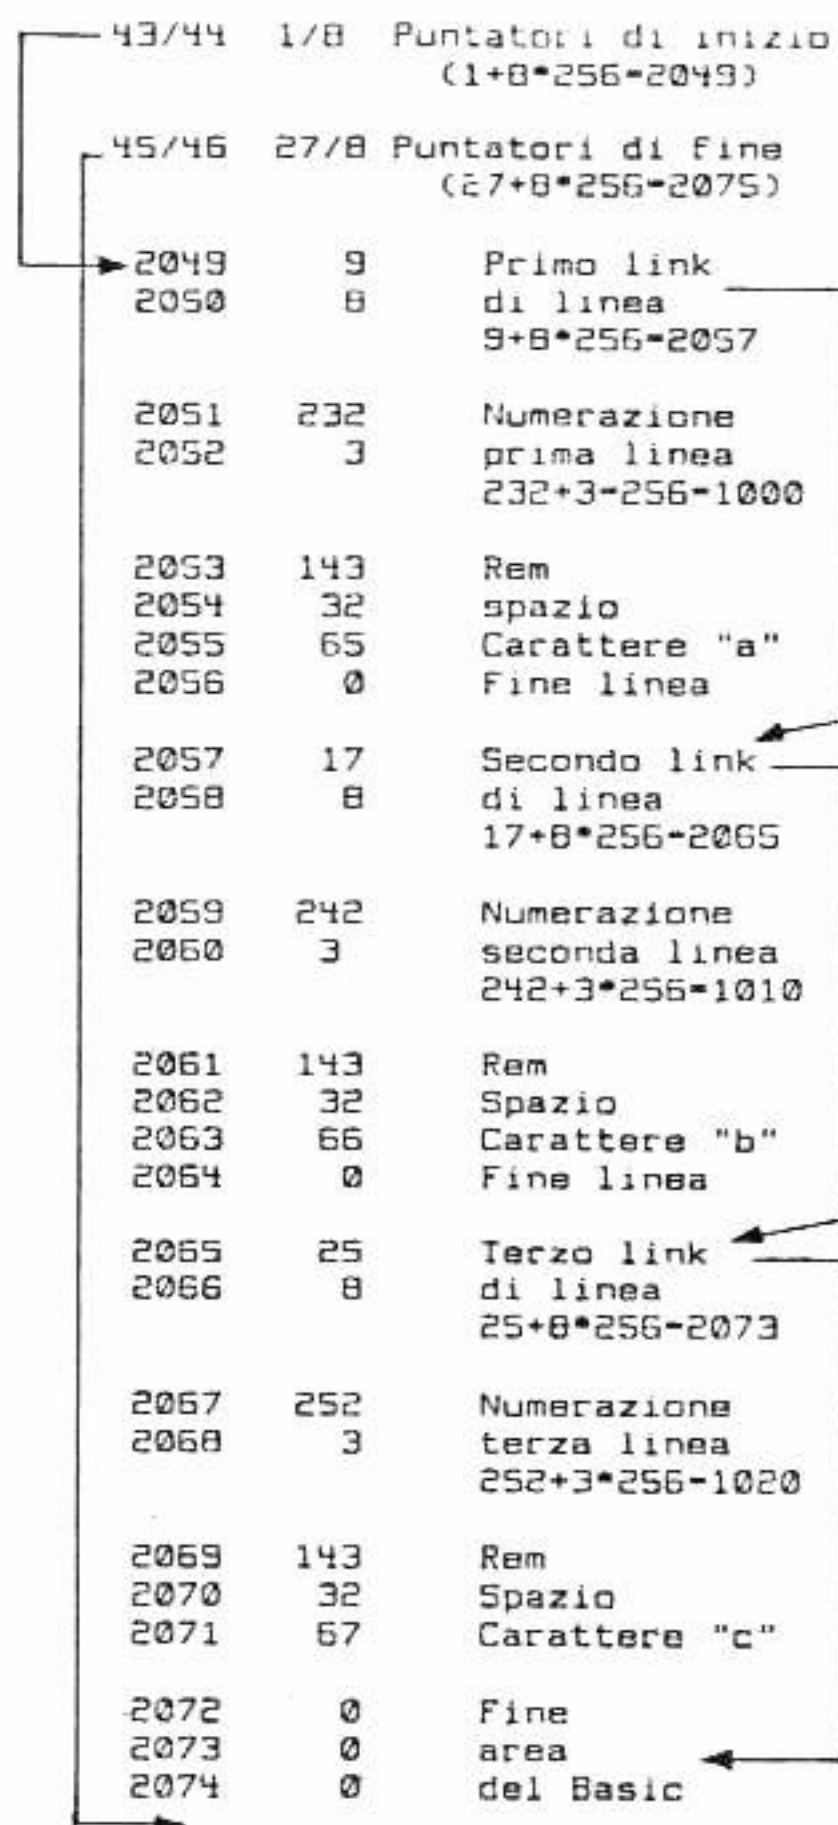 43/44 1/8 Puntatori di inizio
(1+8*256=2049)
45/46 27/8 Puntatori di fine
(27+8*256=2075)
2049 9 Primo link
2050 8 di linea
9+8*256=2057
2051 232 Numerazione
2052 3 prima linea
232+3-256=1000
2053 143 Rem
2054 32 spazio
2055 65 Carattere "a"
2056 0 Fine linea
2057 17 Secondo link
2058 8 di linea
17+8*256=2065
2059 242 Numerazione
2060 3 seconda linea
242+3*256=1010
2061 143 Rem
2062 32 Spazio
2063 66 Carattere "b"
2064 0 Fine linea
2065 25 Terzo link
2066 8 di linea
25+8*256=2073
2067 252 Numerazione
2068 3 terza linea
252+3*256=1020
2069 143 Rem
2070 32 Spazio
2071 67 Carattere "c"
2072 0 Fine
2073 0 area
2074 0 del Basic